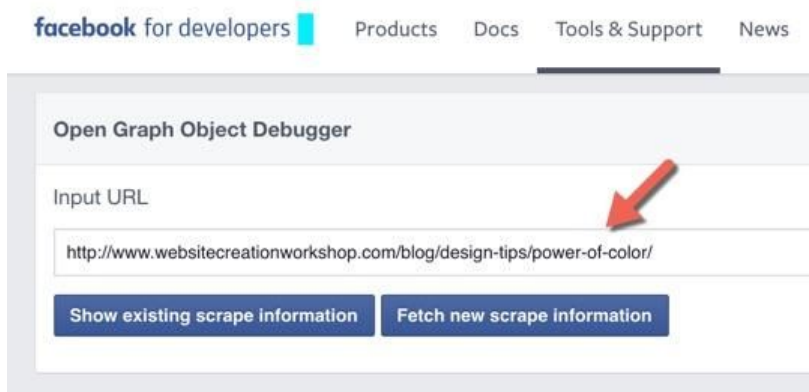 facebook for developers Products Docs Tools & Support News
Open Graph Object Debugger
Input URL
http://www.websitecreationworkshop.com/blog/design-tips/power-of-color/
Show existing scrape information Fetch new scrape information